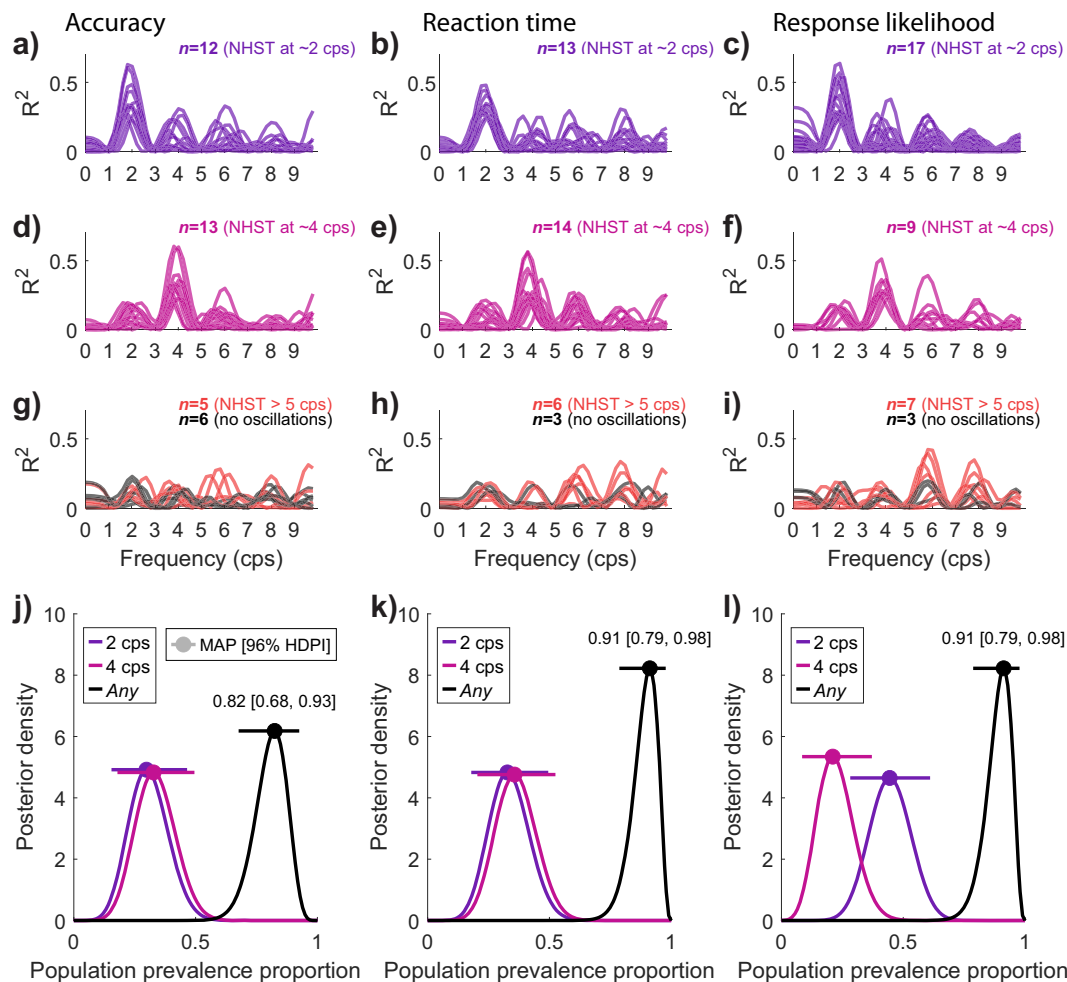 Accuracy Reaction time Response likelihood
a) n=12 (NHST at ~2 cps) b) n=13 (NHST at ~2 cps) c) n=17 (NHST at ~2 cps)
0.5 0.5 0.5
R² R² R²
0 0 0
0 1 2 3 4 5 6 7 8 9 0 1 2 3 4 5 6 7 8 9 0 1 2 3 4 5 6 7 8 9
d) n=13 (NHST at ~4 cps) e) n=14 (NHST at ~4 cps) f) n=9 (NHST at ~4 cps)
0.5 0.5 0.5
R² R² R²
0 0 0
0 1 2 3 4 5 6 7 8 9 0 1 2 3 4 5 6 7 8 9 0 1 2 3 4 5 6 7 8 9
g) n=5 (NHST > 5 cps) h) n=6 (NHST > 5 cps) i) n=7 (NHST > 5 cps)
n=6 (no oscillations) n=3 (no oscillations) n=3 (no oscillations)
0.5 0.5 0.5
R² R² R²
0 0 0
0 1 2 3 4 5 6 7 8 9 0 1 2 3 4 5 6 7 8 9 0 1 2 3 4 5 6 7 8 9
Frequency (cps) Frequency (cps) Frequency (cps)
j) k) l)
10 10 10
2 cps MAP [96% HDPI] 2 cps 0.91 [0.79, 0.98] 2 cps 0.91 [0.79, 0.98]
4 cps 4 cps 4 cps
Any Any Any
8 8 8
0.82 [0.68, 0.93]
6 6 6
Posterior density Posterior density Posterior density
4 4 4
2 2 2
0 0 0
0 0.5 1 0 0.5 1 0 0.5 1
Population prevalence proportion Population prevalence proportion Population prevalence proportion